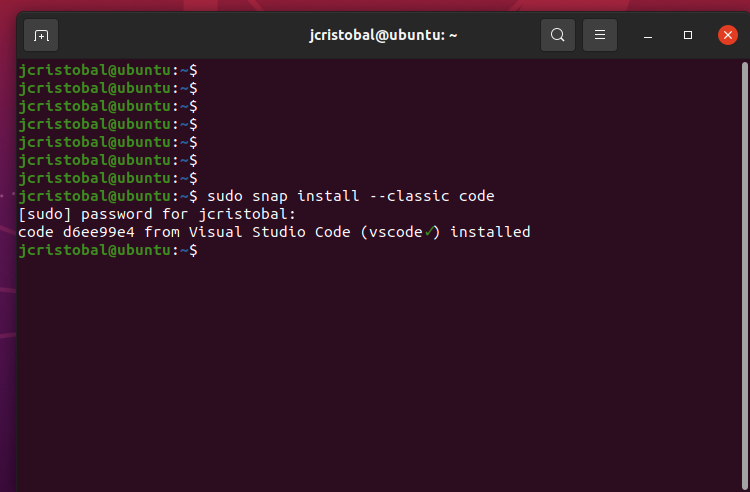 jcristobal@ubuntu: ~
jcristobal@ubuntu:~$
jcristobal@ubuntu:~$
jcristobal@ubuntu:~$
jcristobal@ubuntu:~$
jcristobal@ubuntu:~$
jcristobal@ubuntu:~$
jcristobal@ubuntu:~$
jcristobal@ubuntu:~$ sudo snap install --classic code
[sudo] password for jcristobal:
code d6ee99e4 from Visual Studio Code (vscode✓) installed
jcristobal@ubuntu:~$